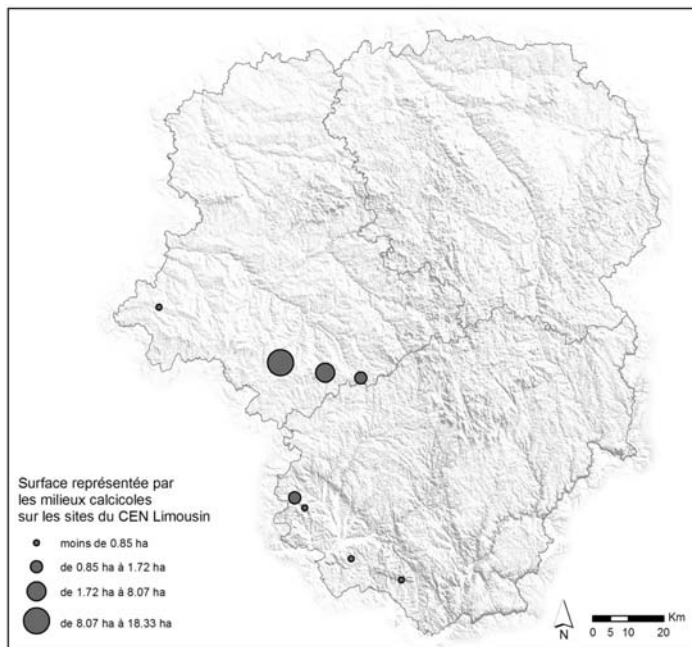 Surface représentée par
les milieux calcicoles
sur les sites du CEN Limousin
moins de 0.85 ha
de 0.85 ha à 1.72 ha
de 1.72 ha à 8.07 ha
de 8.07 ha à 18.33 ha
N
Km
0 5 10 20